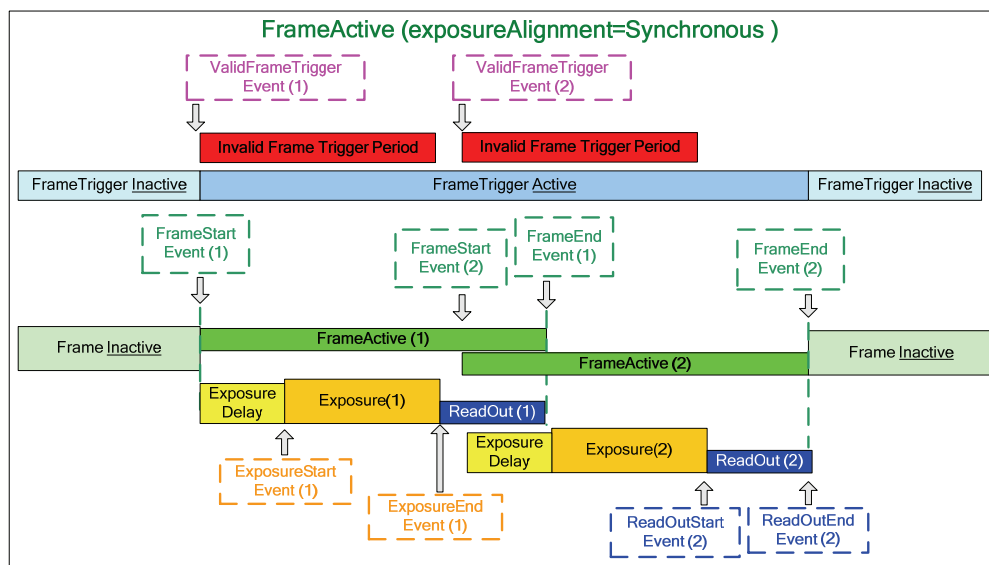 FrameActive (exposureAlignment=Synchronous )
ValidFrameTrigger
Event (1)
ValidFrameTrigger
Event (2)
Invalid Frame Trigger Period
Invalid Frame Trigger Period
FrameTrigger Inactive
FrameTrigger Active
FrameTrigger Inactive
FrameStart
Event (1)
FrameStart
Event (2)
FrameEnd
Event (1)
FrameEnd
Event (2)
Frame Inactive
FrameActive (1)
FrameActive (2)
Frame Inactive
Exposure
Delay
Exposure(1)
ReadOut (1)
Exposure
Delay
Exposure(2)
ReadOut (2)
ExposureStart
Event (1)
ExposureEnd
Event (1)
ReadOutStart
Event (2)
ReadOutEnd
Event (2)